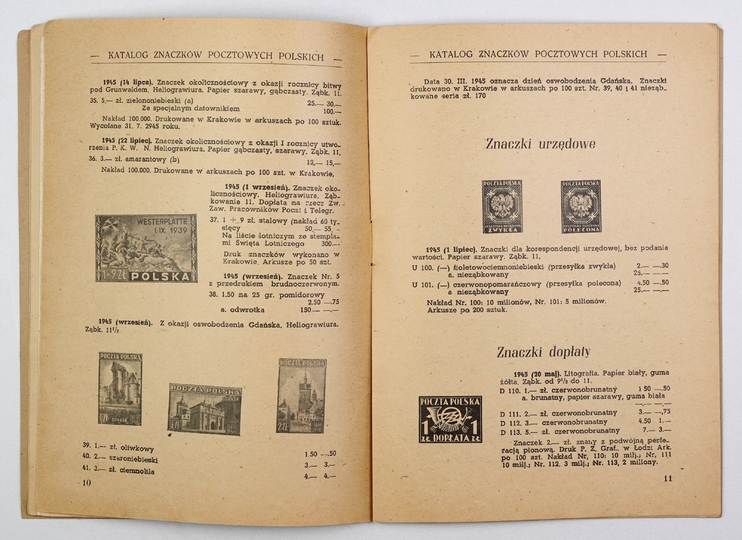 — KATALOG ZNACZKÓW POCZTOWYCH POLSKICH —
1945 (14 lipca). Znaczek okolicznościowy z okazji rocznicy bitwy
pod Grunwaldem, Heliograwiura. Papier szarawy, gąbczasty. Ząbk. 11.
35. 5.— zł. zielononiebieski (a) 25.— 30.—
Ze specjalnym datownikiem 100.—
Nakład 100.000. Drukowane w Krakowie w arkuszach po 100 sztuk.
Wycofane 31. 7. 2945 roku.
1945 (22 lipiec). Znaczek okolicznościowy z okazji I rocznicy utwo-
rzenia P. K. W. N. Heliograwiura, Papier gąbczasty, szarawy. Ząbk. 11,
36. 3.— zł. amarantowy (b) 12,— 15,—
Nakład 100.000. Drukowane w arkuszach po 100 szt. w Krakowie,
1945 (1 wrzesień). Znaczek oko-
licznościowy, Heliograwiura. Ząb-
kowanie 11. Dopłata na rzecz Zw.
Zaw. Pracowników Poczt i Telegr.
37. 1 + 9 zł. stalowy (nakład 60 ty-
sięcy 50,— 55,—
Na liście lotniczym ze stempla-
mi Święta Lotniczego 300.—
Druk znaczków wykonano w
Krakowie, Arkusze po 50 szt.
WESTERPLATTE
1 IX 1939
1+9 ZŁ
POLSKA
1945 (wrzesień). Znaczek Nr. 5
z przedrukiem brudnoczerwonym.
38. 1.50 na 25 gr. pomidorowy
2.50 —.75
a. odwrotka 150.— —.—
1945 (wrzesień). Z okazji oswobodzenia Gdańska, Heliograwiura.
Ząbk. 11½
POCZTA POLSKA
39. 1.— zł. oliwkowy 1.50 —.50
40. 2.— szaroniebieski 3.— 3.—
41. 3.— zł. ciemnolila 4.— 4.—
10
— KATALOG ZNACZKÓW POCZTOWYCH POLSKICH —
Data 30. III. 1945 oznacza dzień oswobodzenia Gdańska. Znaczki
drukowano w Krakowie w arkuszach po 100 szt. Nr. 39, 40 i 41 nieząb-
kowane seria zł. 170
Znaczki urzędowe
POCZTA POLSKA
ZWYKŁA
POCZTA POLSKA
POLECONA
1945 (1 lipiec). Znaczki dla korespondencji urzędowej, bez podania
wartości. Papier szarawy. Ząbk. 11,
U 100. (—) fioletowociemnoniebieski (przesyłka zwykła) 2.— —.30
a. nieząbkowany 25.— —.—
U 101. (—) czerwonopomarańczowy (przesyłka polecona) 4.50 —.50
a nieząbkowany 25.— —.—
Nakład Nr. 100: 10 milionów, Nr. 101: 5 milionów.
Arkusze po 200 sztuk.
Znaczki dopłaty
1945 (20 maj). Litografia. Papier biały, guma
żółta. Ząbk. od 9½ do 11.
D 110. 1.— zł. czerwonobrunatny 1 50 —.50
a. brunatny, papier szarawy, guma biała
—.— —.—
D 111. 2.— zł. czerwonobrunatny 3.— —,75
D 112. 3.— czerwonobrunatny 4.50 1.—
D 113. 5.— zł. czerwonobrunatny 7.— 3.—
POCZTA POLSKA
1 ZŁ 1 ZŁ
DOPŁATA
Znaczek 2.— zł. znany z podwójną perfo-
racją pionową. Druk P. Z. Graf., w Łodzi Ark.
po 100 szt. Nakład Nr, 110: 10 milj.; Nr, 111
10 milj.; Nr. 112, 3 milj.; Nr. 113, 2 miliony.
11